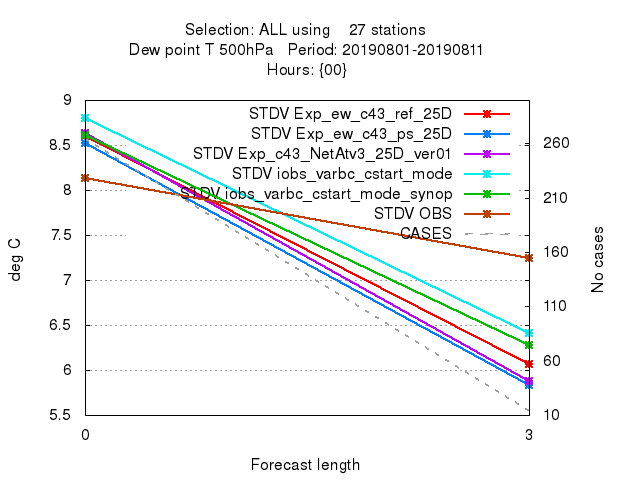 Selection: ALL using    27 stations
Dew point T 500hPa   Period: 20190801-20190811
Hours: {00}
STDV Exp_ew_c43_ref_25D
STDV Exp_ew_c43_ps_25D
STDV Exp_c43_NetAtv3_25D_ver01
STDV iobs_varbc_cstart_mode
STDV iobs_varbc_cstart_mode_synop
STDV OBS
CASES
9
8.5
8
7.5
7
6.5
6
5.5
deg C
260
210
160
110
60
10
No cases
0
3
Forecast length